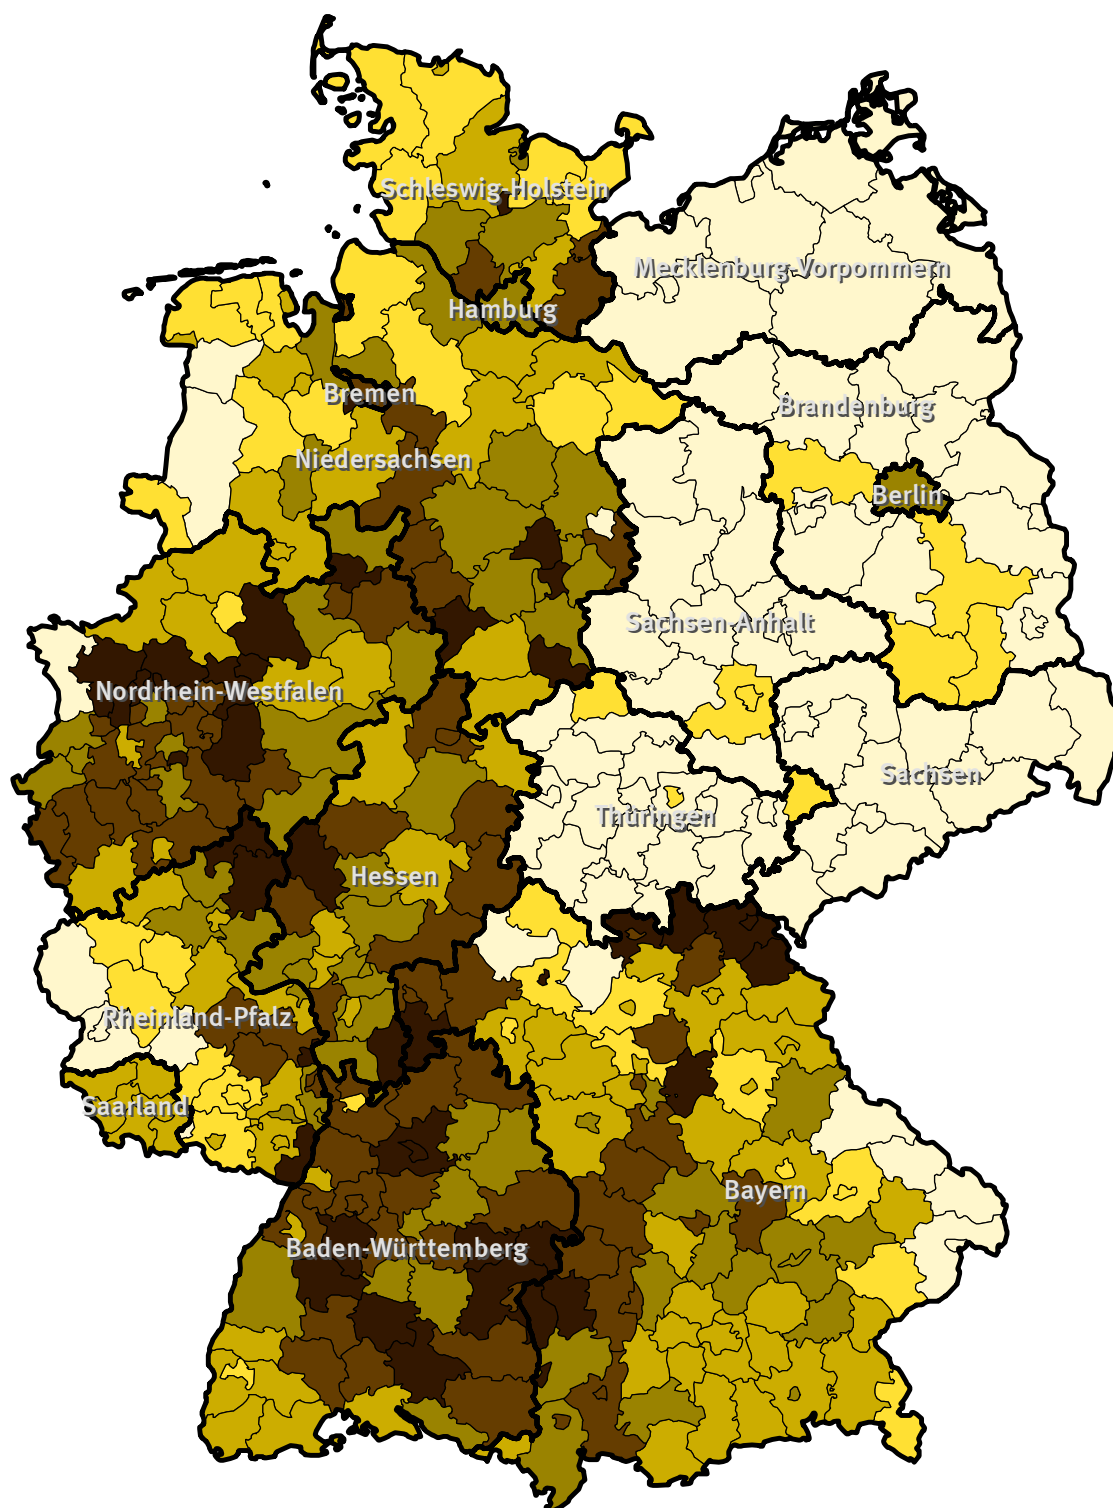 Schleswig-Holstein
Mecklenburg-Vorpommern
Hamburg
Bremen
Brandenburg
Niedersachsen
Berlin
Sachsen-Anhalt
Nordrhein-Westfalen
Sachsen
Thüringen
Hessen
Rheinland-Pfalz
Saarland
Bayern
Baden-Württemberg